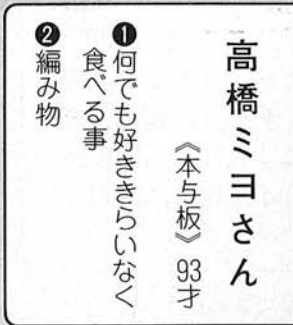 高橋ミヨさん
《本与板》93才
❶何でも好ききらいなく
食べる事
❷編み物